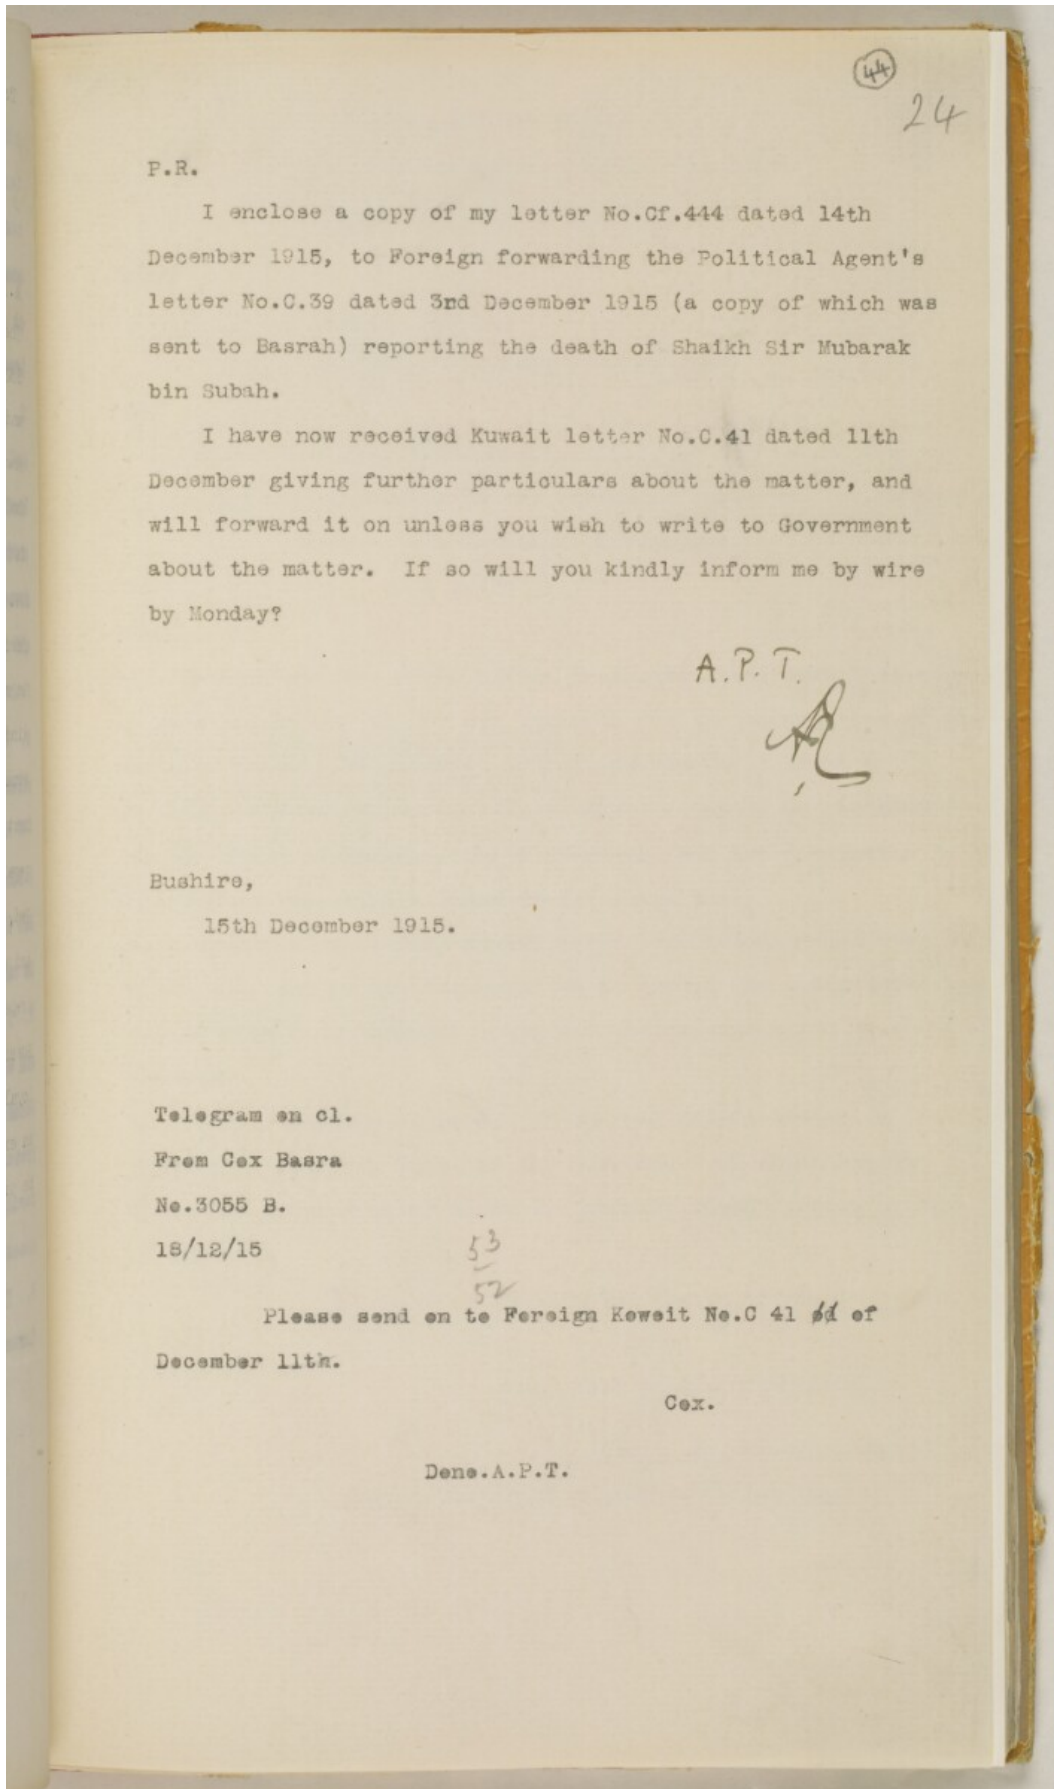 44
24
P.R.
I enclose a copy of my letter No.Cf.444 dated 14th
December 1915, to Foreign forwarding the Political Agent's
letter No.C.39 dated 3rd December 1915 (a copy of which was
sent to Basrah) reporting the death of Shaikh Sir Mubarak
bin Subah.
I have now received Kuwait letter No.C.41 dated 11th
December giving further particulars about the matter, and
will forward it on unless you wish to write to Government
about the matter. If so will you kindly inform me by wire
by Monday?
A.P.T.
Bushire,
15th December 1915.
Telegram en cl.
From Cox Basra
No.3055 B.
18/12/15
53
52
Please send on to Foreign Koweit No.C 41 of
December 11th.
Cox.
Done.A.P.T.